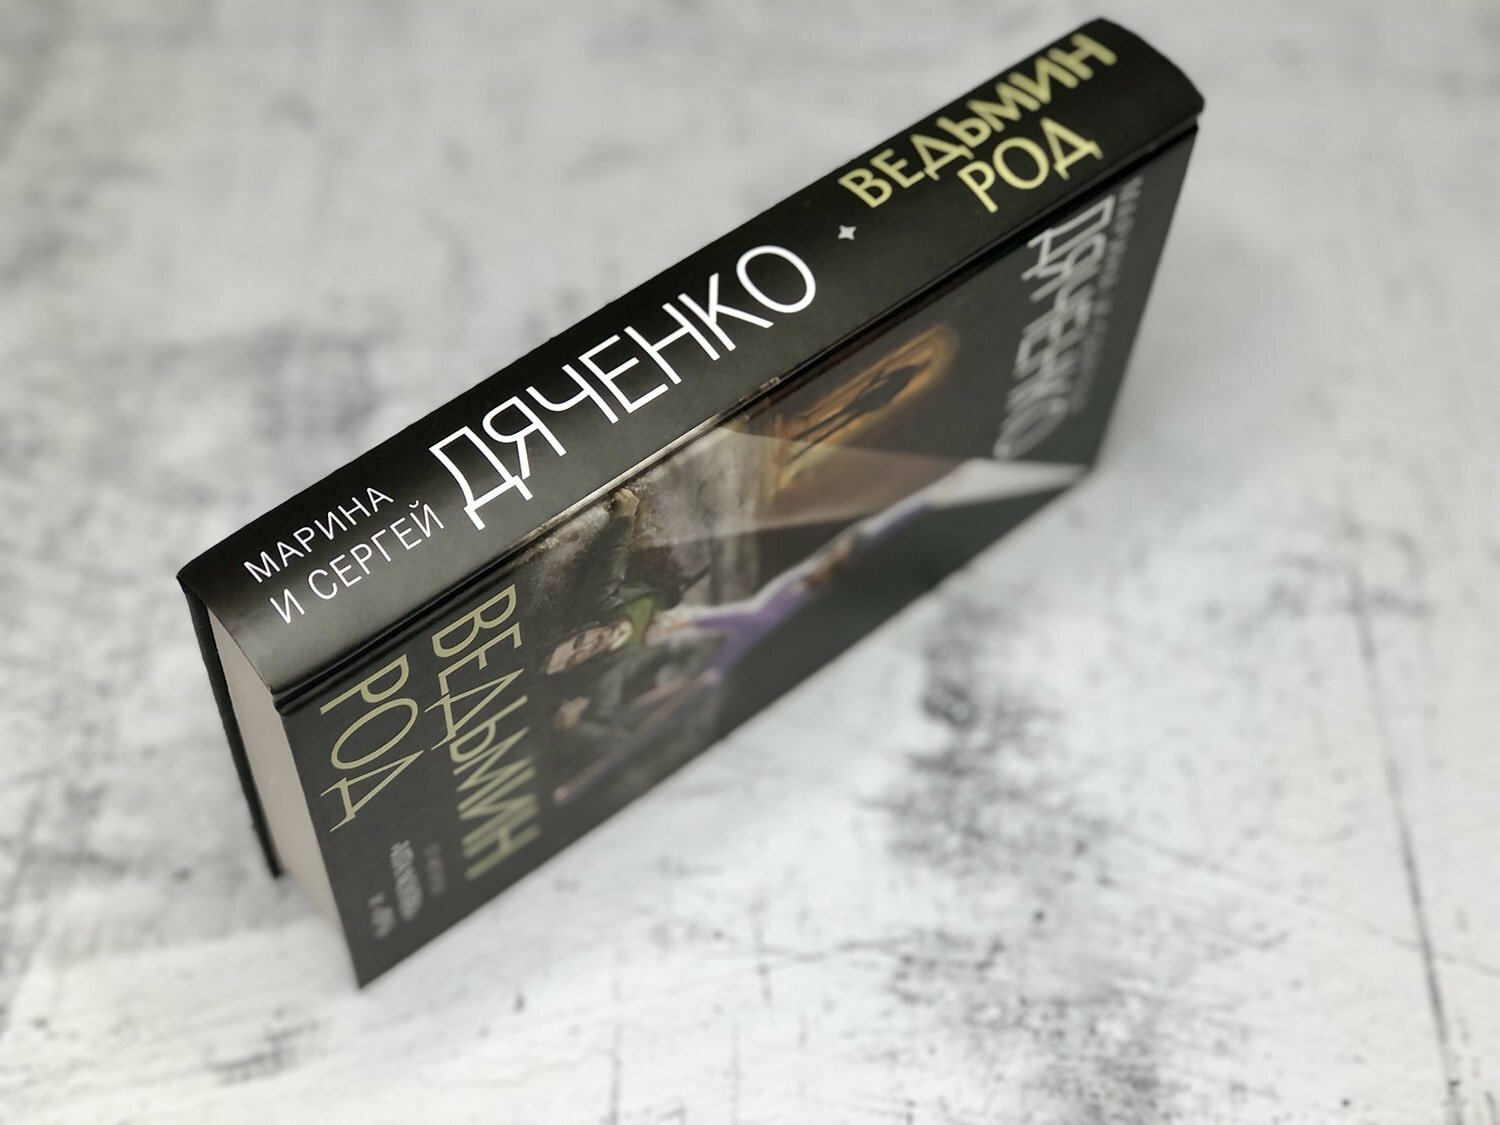 МАРИНА
И СЕРГЕЙ
ДЯЧЕНКО
ВЕДЬМИН
РОД
ДЯЧЕНКО
ВЕДЬМИН
РОД